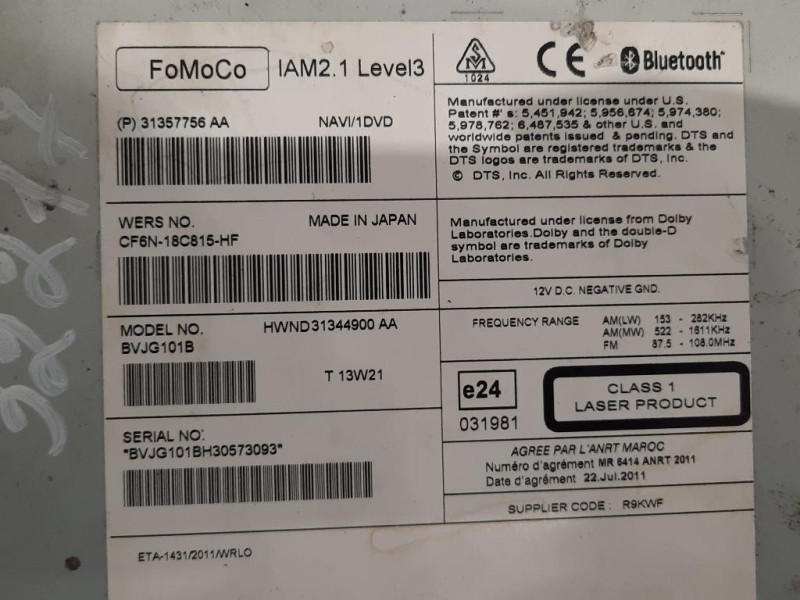 FoMoCo IAM2.1 Level3
(P) 31357756 AA NAVI/1DVD
WERS NO. MADE IN JAPAN
CF6N-18C815-HF
MODEL NO. HWND31344900 AA
BVJG101B
T 13W21
SERIAL NO:
*BVJG101BH30573093*
ETA-1431/2011/WRLO
1024
CE
Bluetooth
Manufactured under license under U.S.
Patent #' s: 5,451,942; 5,956,674; 5,974,380;
5,978,762; 6,487,535 & other U.S. and
worldwide patents issued & pending. DTS and
the Symbol are registered trademarks & the
DTS logos are trademarks of DTS, Inc.
© DTS, Inc. All Rights Reserved.
Manufactured under license from Dolby
Laboratories.Dolby and the double-D
symbol are trademarks of Dolby
Laboratories.
12V D.C. NEGATIVE GND.
FREQUENCY RANGE AM(LW) 153 - 282KHz
AM(MW) 522 - 1611KHz
FM 87.5 - 108.0MHz
e24
031981
CLASS 1
LASER PRODUCT
AGREE PAR L'ANRT MAROC
Numéro d'agrément MR 6414 ANRT 2011
Date d'agrément 22.Jul.2011
SUPPLIER CODE : R9KWF